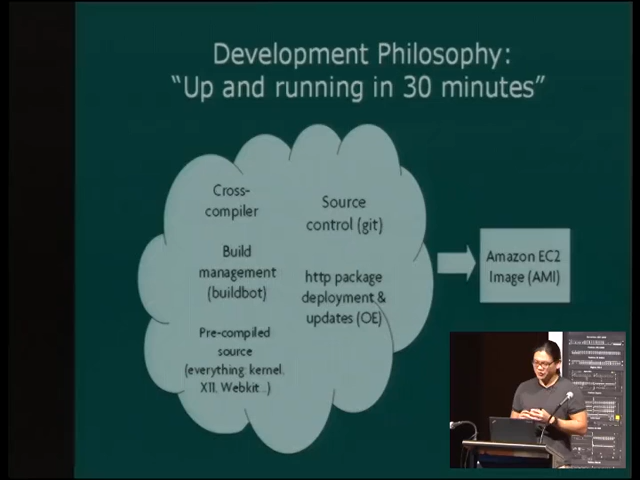 Development Philosophy:
“Up and running in 30 minutes”
Cross-
compiler
Build
management
(buildbot)
Pre-compiled
source
(everything kernel,
X11, Webkit...)
Source
control (git)
http package
deployment &
updates (OE)
Amazon EC2
Image (AMI)